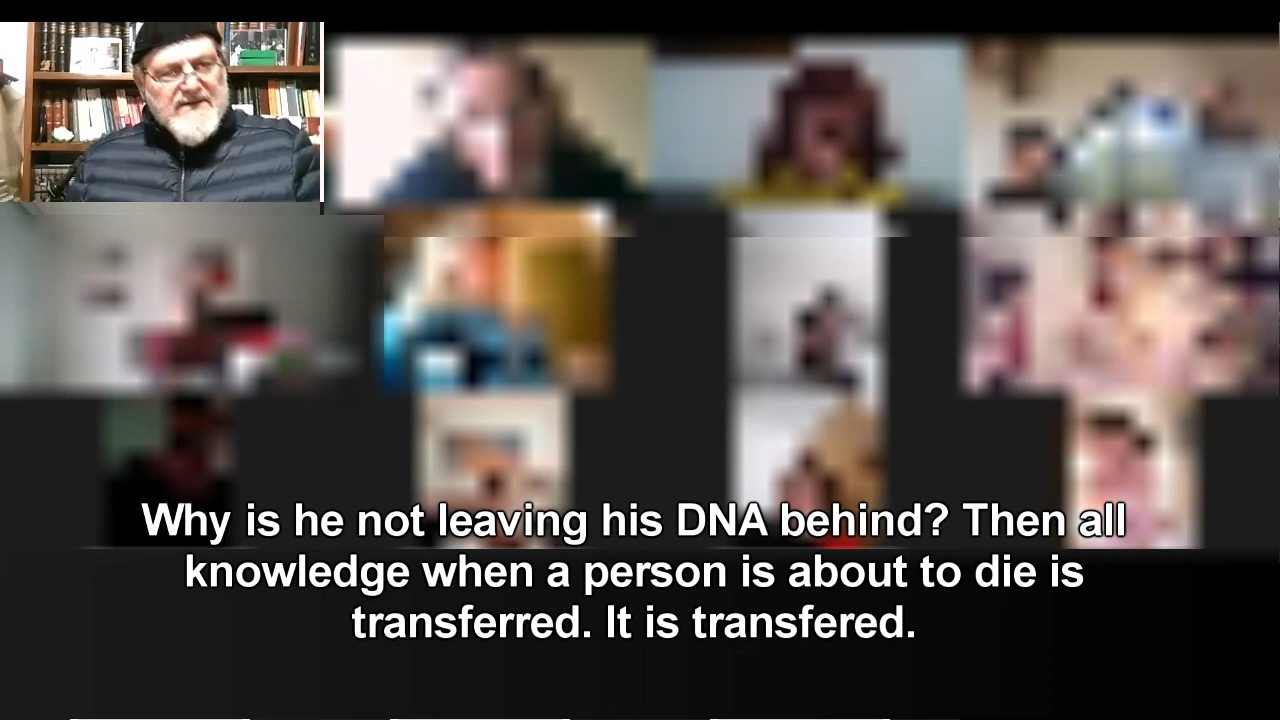 Why is he not leaving his DNA behind? Then all
knowledge when a person is about to die is
transferred. It is transfered.